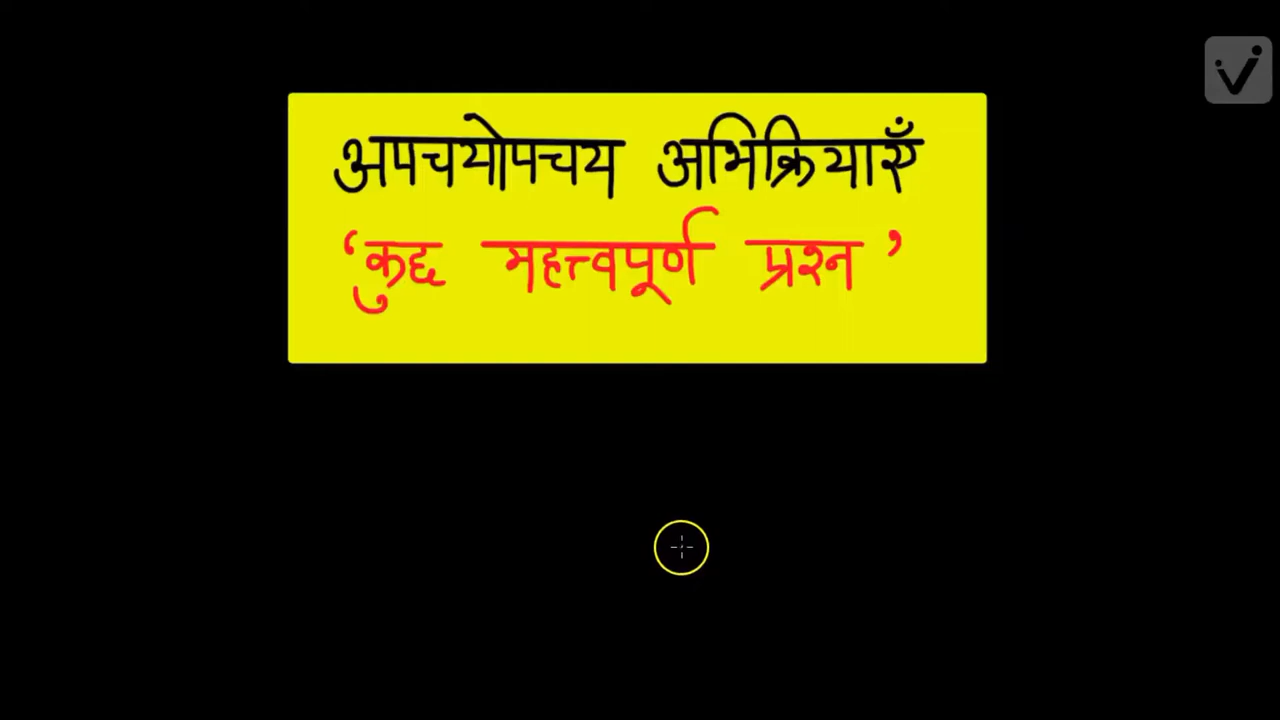 अपचयोपचय अभिक्रियाएँ
‘कुछ महत्त्वपूर्ण प्रश्न’